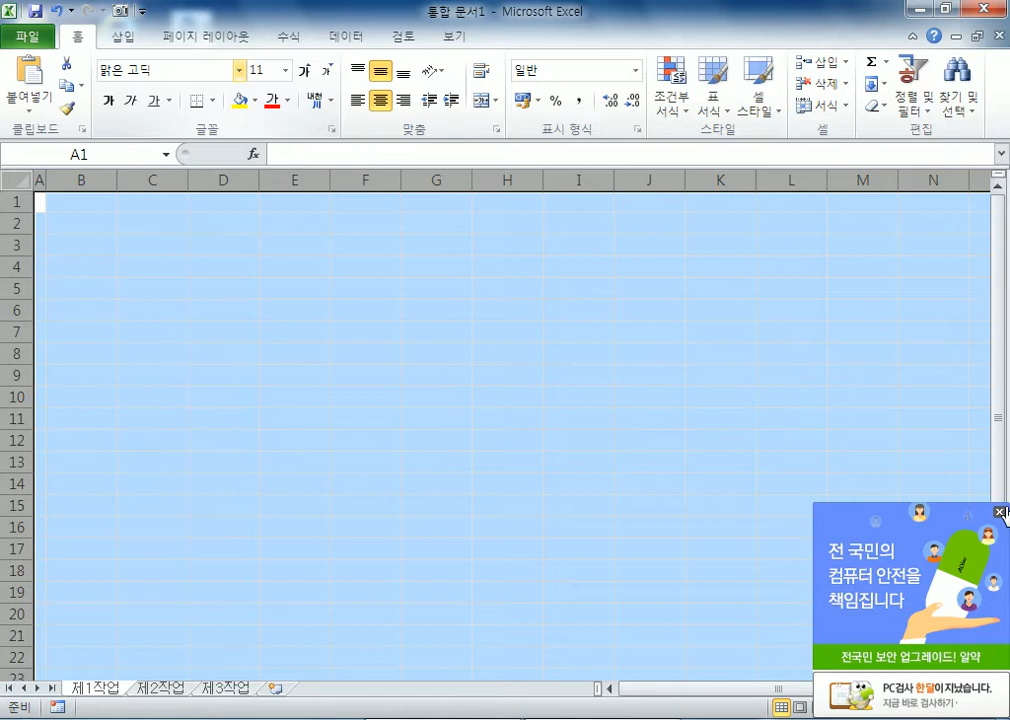 통합 문서1 - Microsoft Excel
파일 홈 삽입 페이지 레이아웃 수식 데이터 검토 보기
붙여넣기
맑은 고딕 11 가 가
가 가 가 가 내천
일반
% ,
조건부 서식
표 서식
셀 스타일
삽입
삭제
서식
Σ
정렬 및 필터
찾기 및 선택
클립보드 글꼴 맞춤 표시 형식 스타일 셀 편집
A1 fx
A B C D E F G H I J K L M N
1
2
3
4
5
6
7
8
9
10
11
12
13
14
15
16
17
18
19
20
21
22
23
전 국민의
컴퓨터 안전을
책임집니다
전국민 보안 업그레이드! 알약
PC검사 한달이 지났습니다.
지금 바로 검사하기
제1작업 제2작업 제3작업
준비